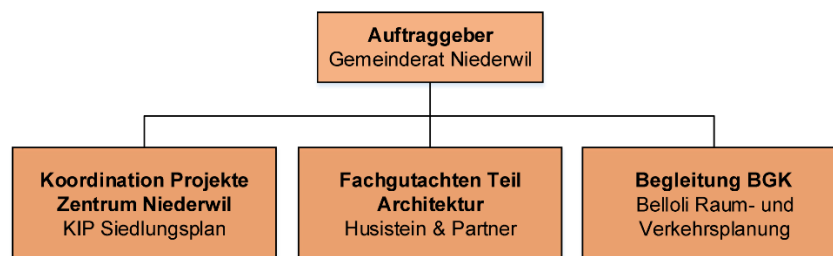 Auftraggeber
Gemeinderat Niederwil
Koordination Projekte
Zentrum Niederwil
KIP Siedlungsplan
Fachgutachten Teil
Architektur
Husistein & Partner
Begleitung BGK
Belloli Raum- und
Verkehrsplanung